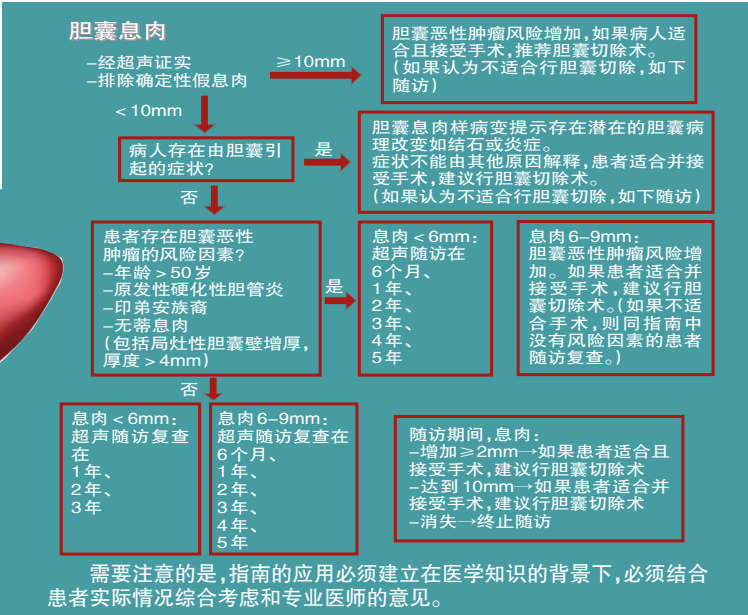 胆囊息肉
-经超声证实
-排除确定性假息肉
≥10mm
胆囊恶性肿瘤风险增加,如果病人适
合且接受手术,推荐胆囊切除术。
(如果认为不适合行胆囊切除,如下
随访)
<10mm
病人存在由胆囊引
起的症状?
是
胆囊息肉样病变提示存在潜在的胆囊病
理改变如结石或炎症。
症状不能由其他原因解释,患者适合并接
受手术,建议行胆囊切除术。
(如果认为不适合行胆囊切除,如下随访)
否
患者存在胆囊恶性
肿瘤的风险因素?
-年龄>50岁
-原发性硬化性胆管炎
-印弟安族裔
-无蒂息肉
(包括局灶性胆囊壁增厚,
厚度>4mm)
是
息肉<6mm:
超声随访在
6个月、
1年、
2年、
3年、
4年、
5年
息肉6-9mm:
胆囊恶性肿瘤风险增
加。如果患者适合并
接受手术,建议行胆
囊切除术。(如果不适
合手术,则同指南中
没有风险因素的患者
随访复查。)
否
息肉<6mm:
超声随访复查
在
1年、
2年、
3年
息肉6-9mm:
超声随访复查在
6个月、
1年、
2年、
3年、
4年、
5年
随访期间,息肉:
-增加≥2mm→如果患者适合且
接受手术,建议行胆囊切除术
-达到10mm→如果患者适合并
接受手术,建议行胆囊切除术
-消失→终止随访
需要注意的是,指南的应用必须建立在医学知识的背景下,必须结合
患者实际情况综合考虑和专业医师的意见。